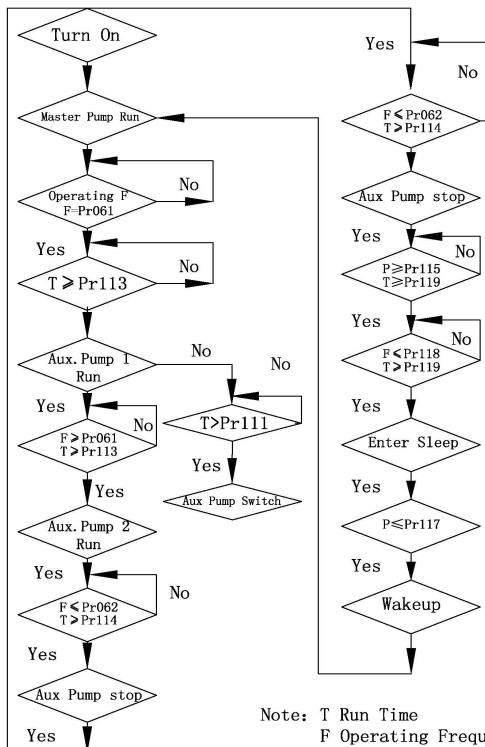 Turn On
Master Pump Run
Operating F
F=Pr061
No
Yes
T≥Pr113
No
Aux. Pump 1
Run
No
Yes
No
F≥Pr061
T≥Pr113
No
T>Pr111
Yes
Yes
Aux Pump Switch
Aux. Pump 2
Run
Yes
No
F≤Pr062
T≥Pr114
Yes
Aux Pump stop
Yes
Yes
No
F≤Pr062
T≥Pr114
Aux Pump stop
Yes
No
P≥Pr115
T≥Pr119
Yes
No
F≤Pr118
T≥Pr119
Yes
Enter Sleep
Yes
P≤Pr117
Yes
Wakeup
Note: T Run Time
F Operating Frequ